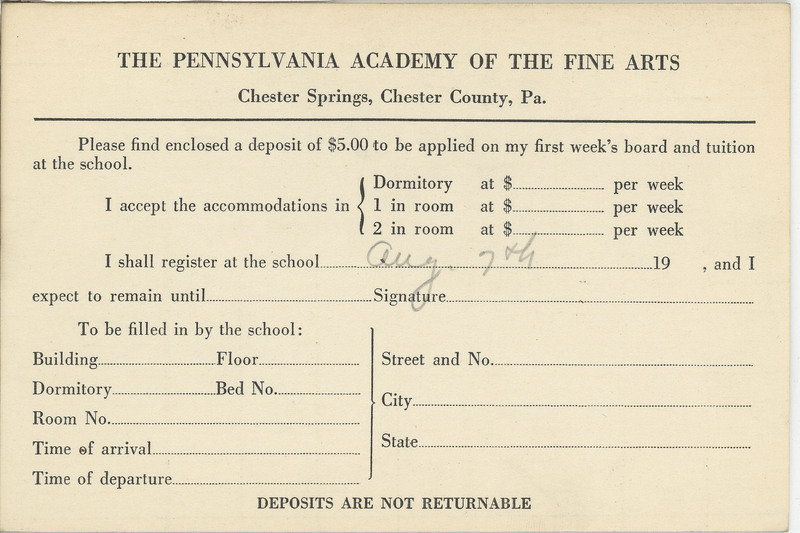 THE PENNSYLVANIA ACADEMY OF THE FINE ARTS
Chester Springs, Chester County, Pa.
Please find enclosed a deposit of $5.00 to be applied on my first week's board and tuition
at the school.
I accept the accommodations in { Dormitory at $.................... per week
1 in room at $.................... per week
2 in room at $.................... per week
I shall register at the school........Aug. 7th........19 , and I
expect to remain until....................Signature....................
To be filled in by the school:
Building....................Floor....................
Dormitory....................Bed No.....................
Room No.....................
Time of arrival....................
Time of departure....................
Street and No.....................
City....................
State....................
DEPOSITS ARE NOT RETURNABLE